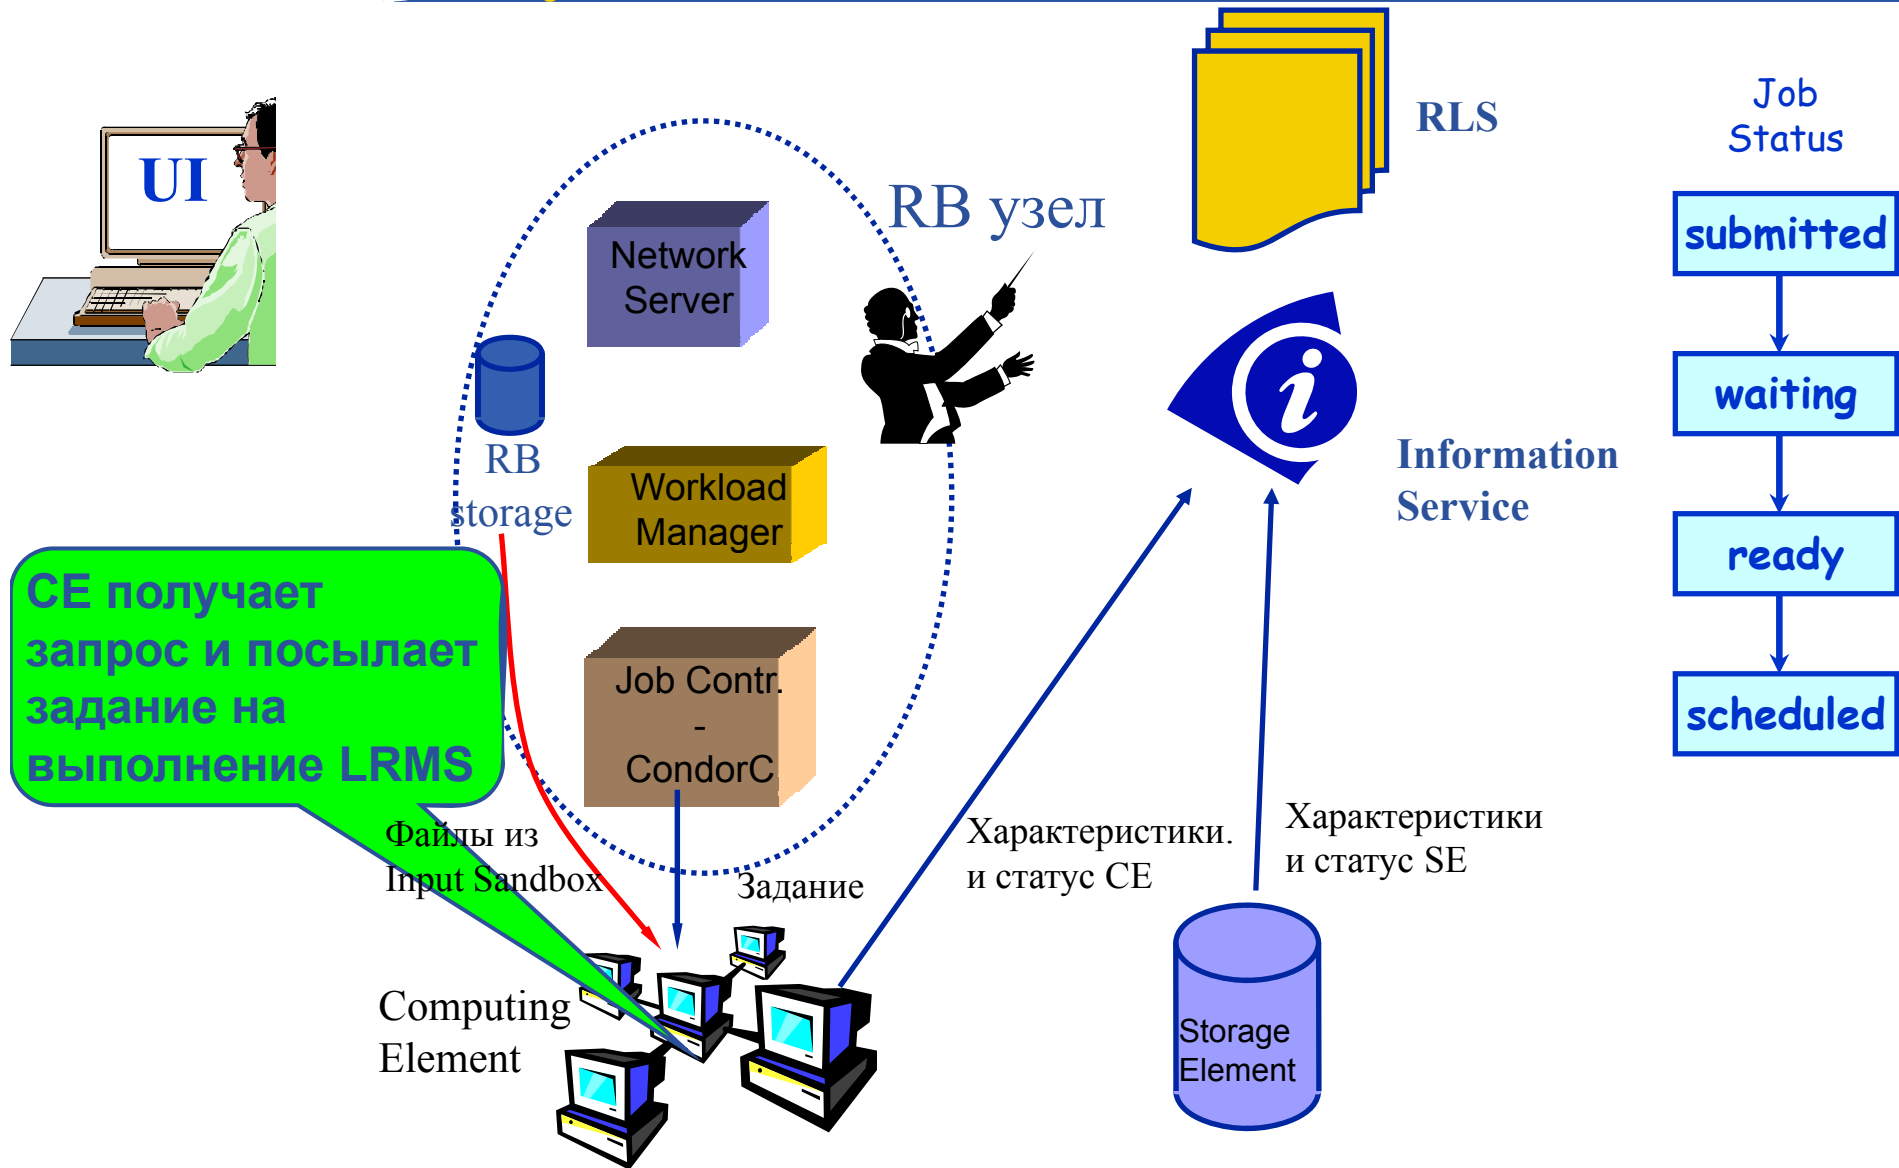 UI
Network
Server
RB узел
RLS
Job
Status
submitted
waiting
ready
scheduled
RB
storage
Workload
Manager
Information
Service
СЕ получает
запрос и посылает
задание на
выполнение LRMS
Job Contr.
-
CondorC
Файлы из
Input Sandbox
Задание
Характеристики.
и статус CE
Характеристики
и статус SE
Computing
Element
Storage
Element